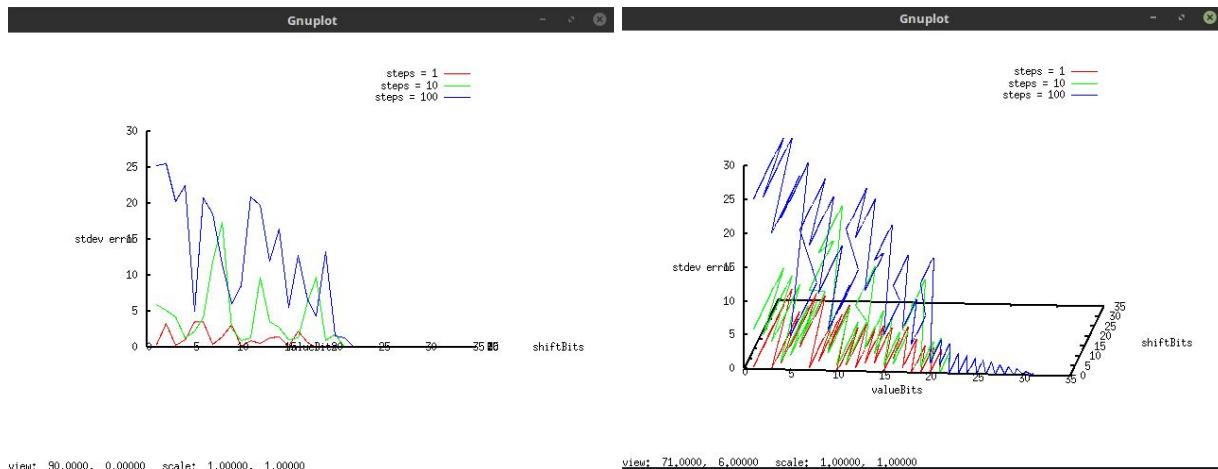 Gnuplot
steps = 1
steps = 10
steps = 100
30
25
20
15
10
5
0
stdev error
0 5 10 15 20 25 30 35
valueBits
shiftBits
view: 90.0000, 0.00000 scale: 1.00000, 1.00000
Gnuplot
steps = 1
steps = 10
steps = 100
30
25
20
15
10
5
0
stdev error
35
30
25
20
15
10
5
0
shiftBits
0 5 10 15 20 25 30 35
valueBits
view: 71.0000, 6.00000 scale: 1.00000, 1.00000